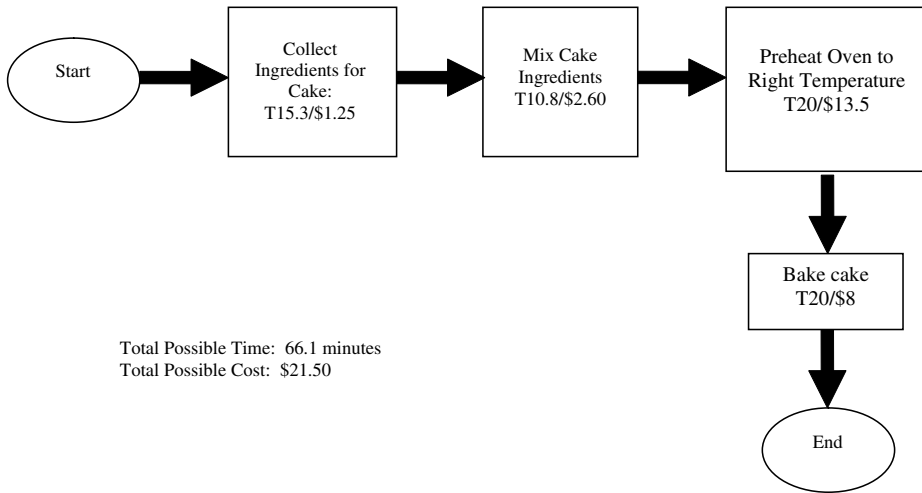 Start
Collect
Ingredients for
Cake:
T15.3/$1.25
Mix Cake
Ingredients
T10.8/$2.60
Preheat Oven to
Right Temperature
T20/$13.5
Bake cake
T20/$8
Total Possible Time: 66.1 minutes
Total Possible Cost: $21.50
End